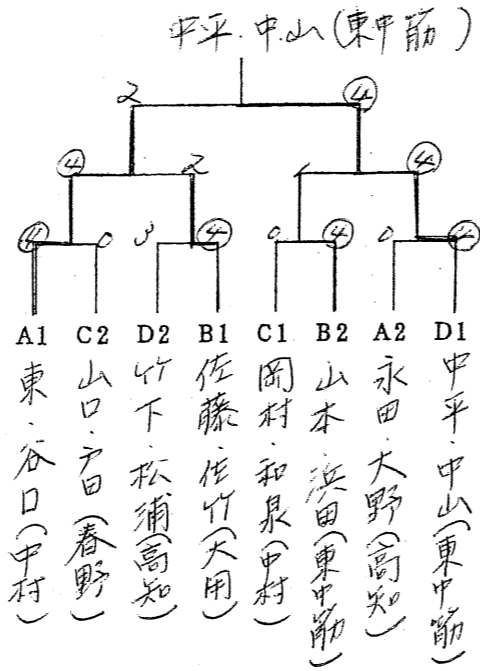 中平・中山(東中筋)
2 ④
④ 2 1 ④
④ 0 3 ④ 0 ④ 0 ④
A1 C2 D2 B1 C1 B2 A2 D1
東・谷口(中村)
山口・戸田(春野)
竹下・松浦(高知)
佐藤・佐竹(大用)
岡村・和泉(中村)
山本・浜田(東中筋)
永田・大野(高知)
中平・中山(東中筋)